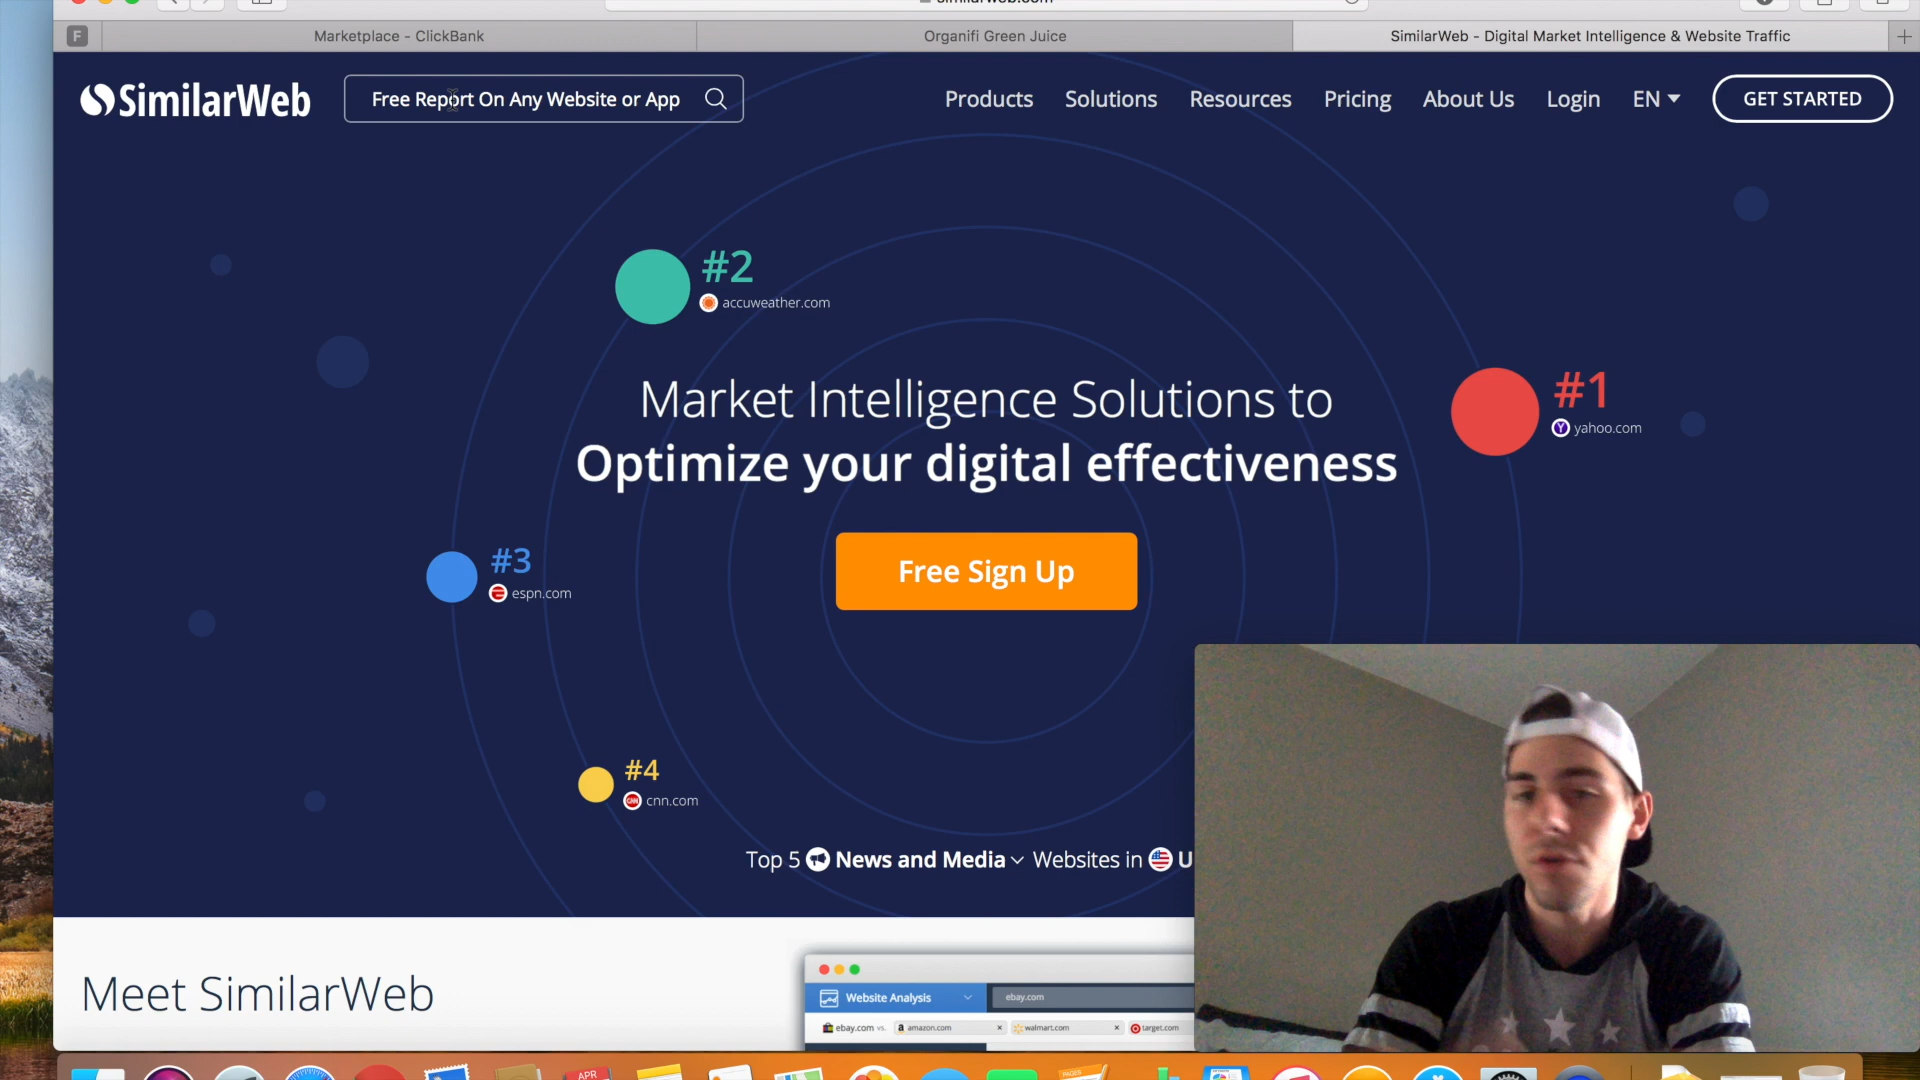 Marketplace - ClickBank
Organifi Green Juice
SimilarWeb - Digital Market Intelligence & Website Traffic
F
SimilarWeb
Free Report On Any Website or App
Products
Solutions
Resources
Pricing
About Us
Login
EN
GET STARTED
#2
accuweather.com
#1
yahoo.com
Market Intelligence Solutions to
Optimize your digital effectiveness
Free Sign Up
#3
espn.com
#4
cnn.com
Top 5 News and Media Websites in U
Meet SimilarWeb
Website Analysis
ebay.com
ebay.com vs.
amazon.com
walmart.com
target.com
APR
PAGES